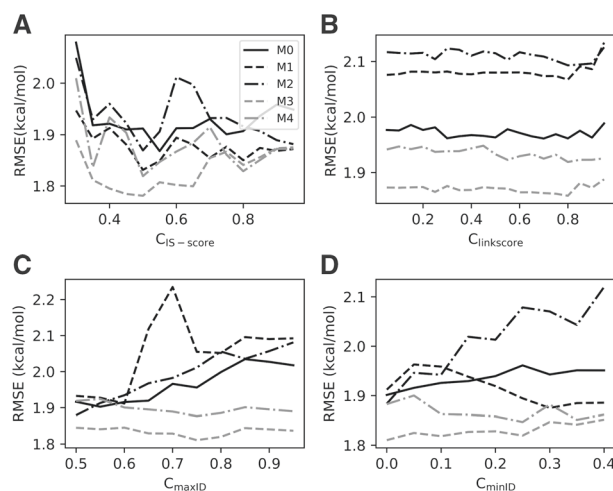 A
B
RMSE(kcal/mol)
2.0
1.9
1.8
M0
M1
M2
M3
M4
0.4
0.6
0.8
C_IS−score
RMSE(kcal/mol)
2.1
2.0
1.9
0.2
0.4
0.6
0.8
C_linkscore
C
D
RMSE (kcal/mol)
2.2
2.1
2.0
1.9
1.8
0.5
0.6
0.7
0.8
0.9
C_maxID
RMSE (kcal/mol)
2.1
2.0
1.9
1.8
0.0
0.1
0.2
0.3
0.4
C_minID